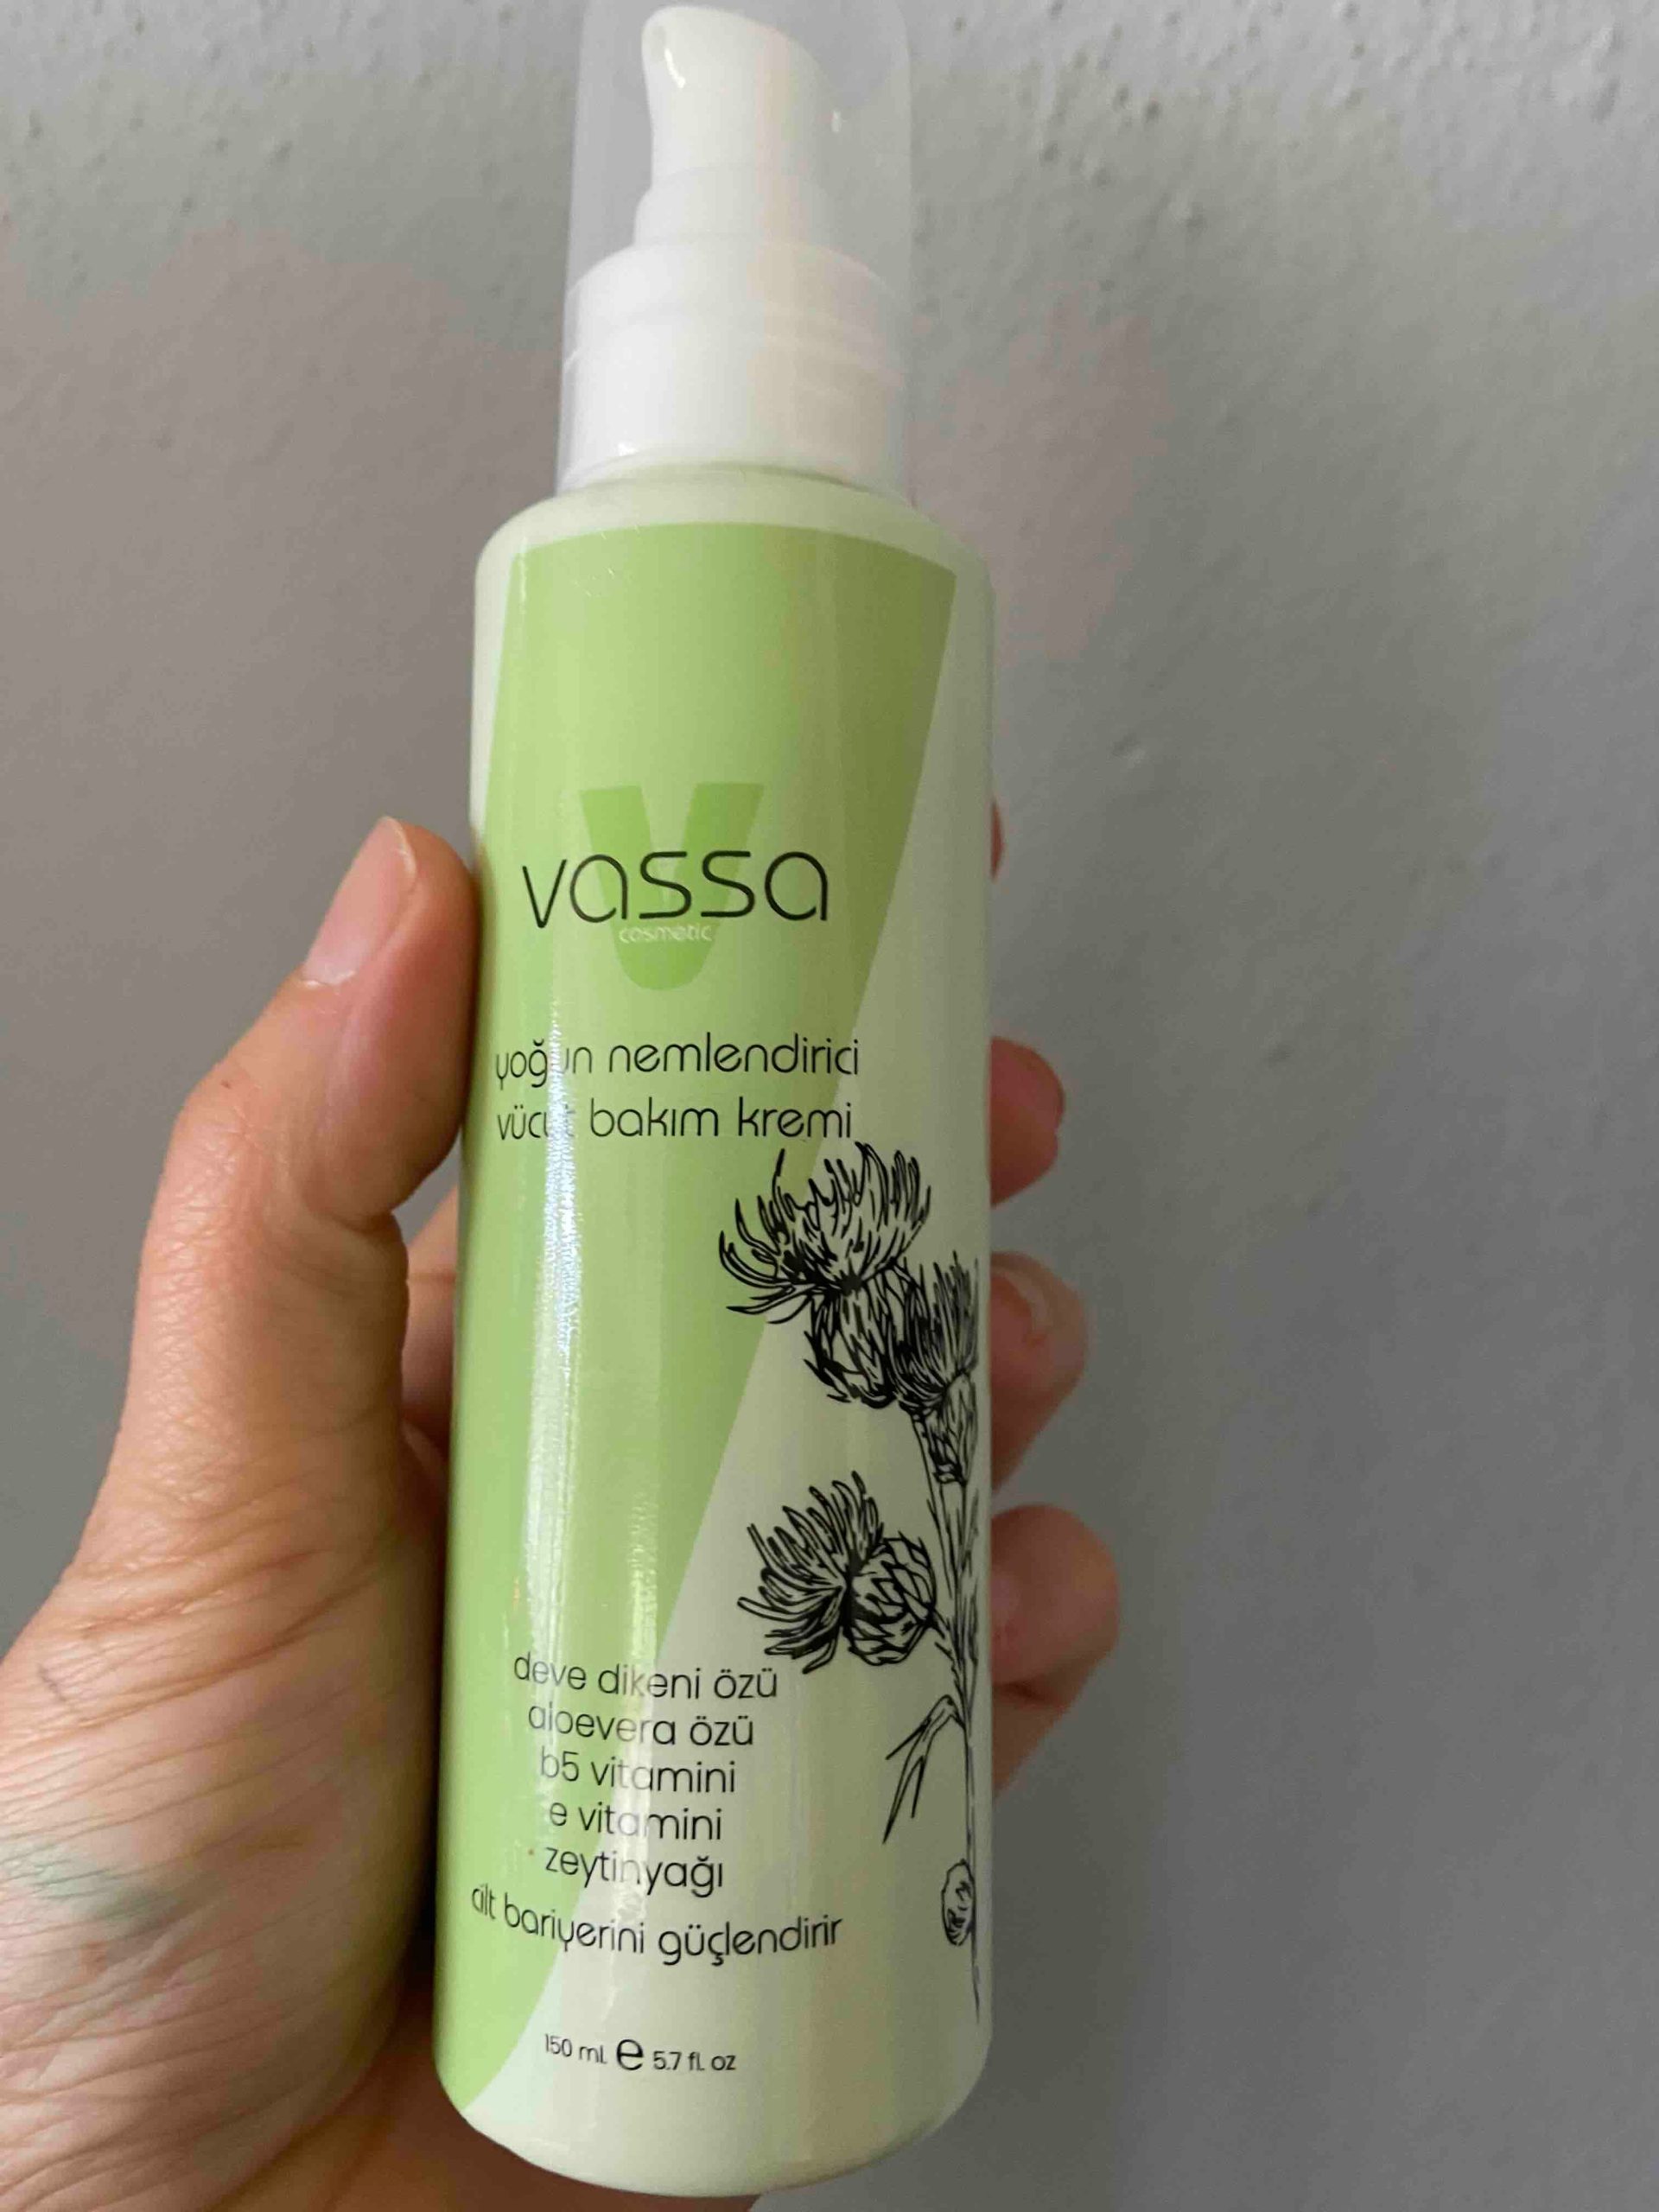 vassa
cosmetic
yoğun nemlendirici
vücut bakım kremi
deve dikeni özü
aloevera özü
b5 vitamini
e vitamini
zeytinyağı
cilt bariyerini güçlendirir
150 ml e 5.7 fl. oz